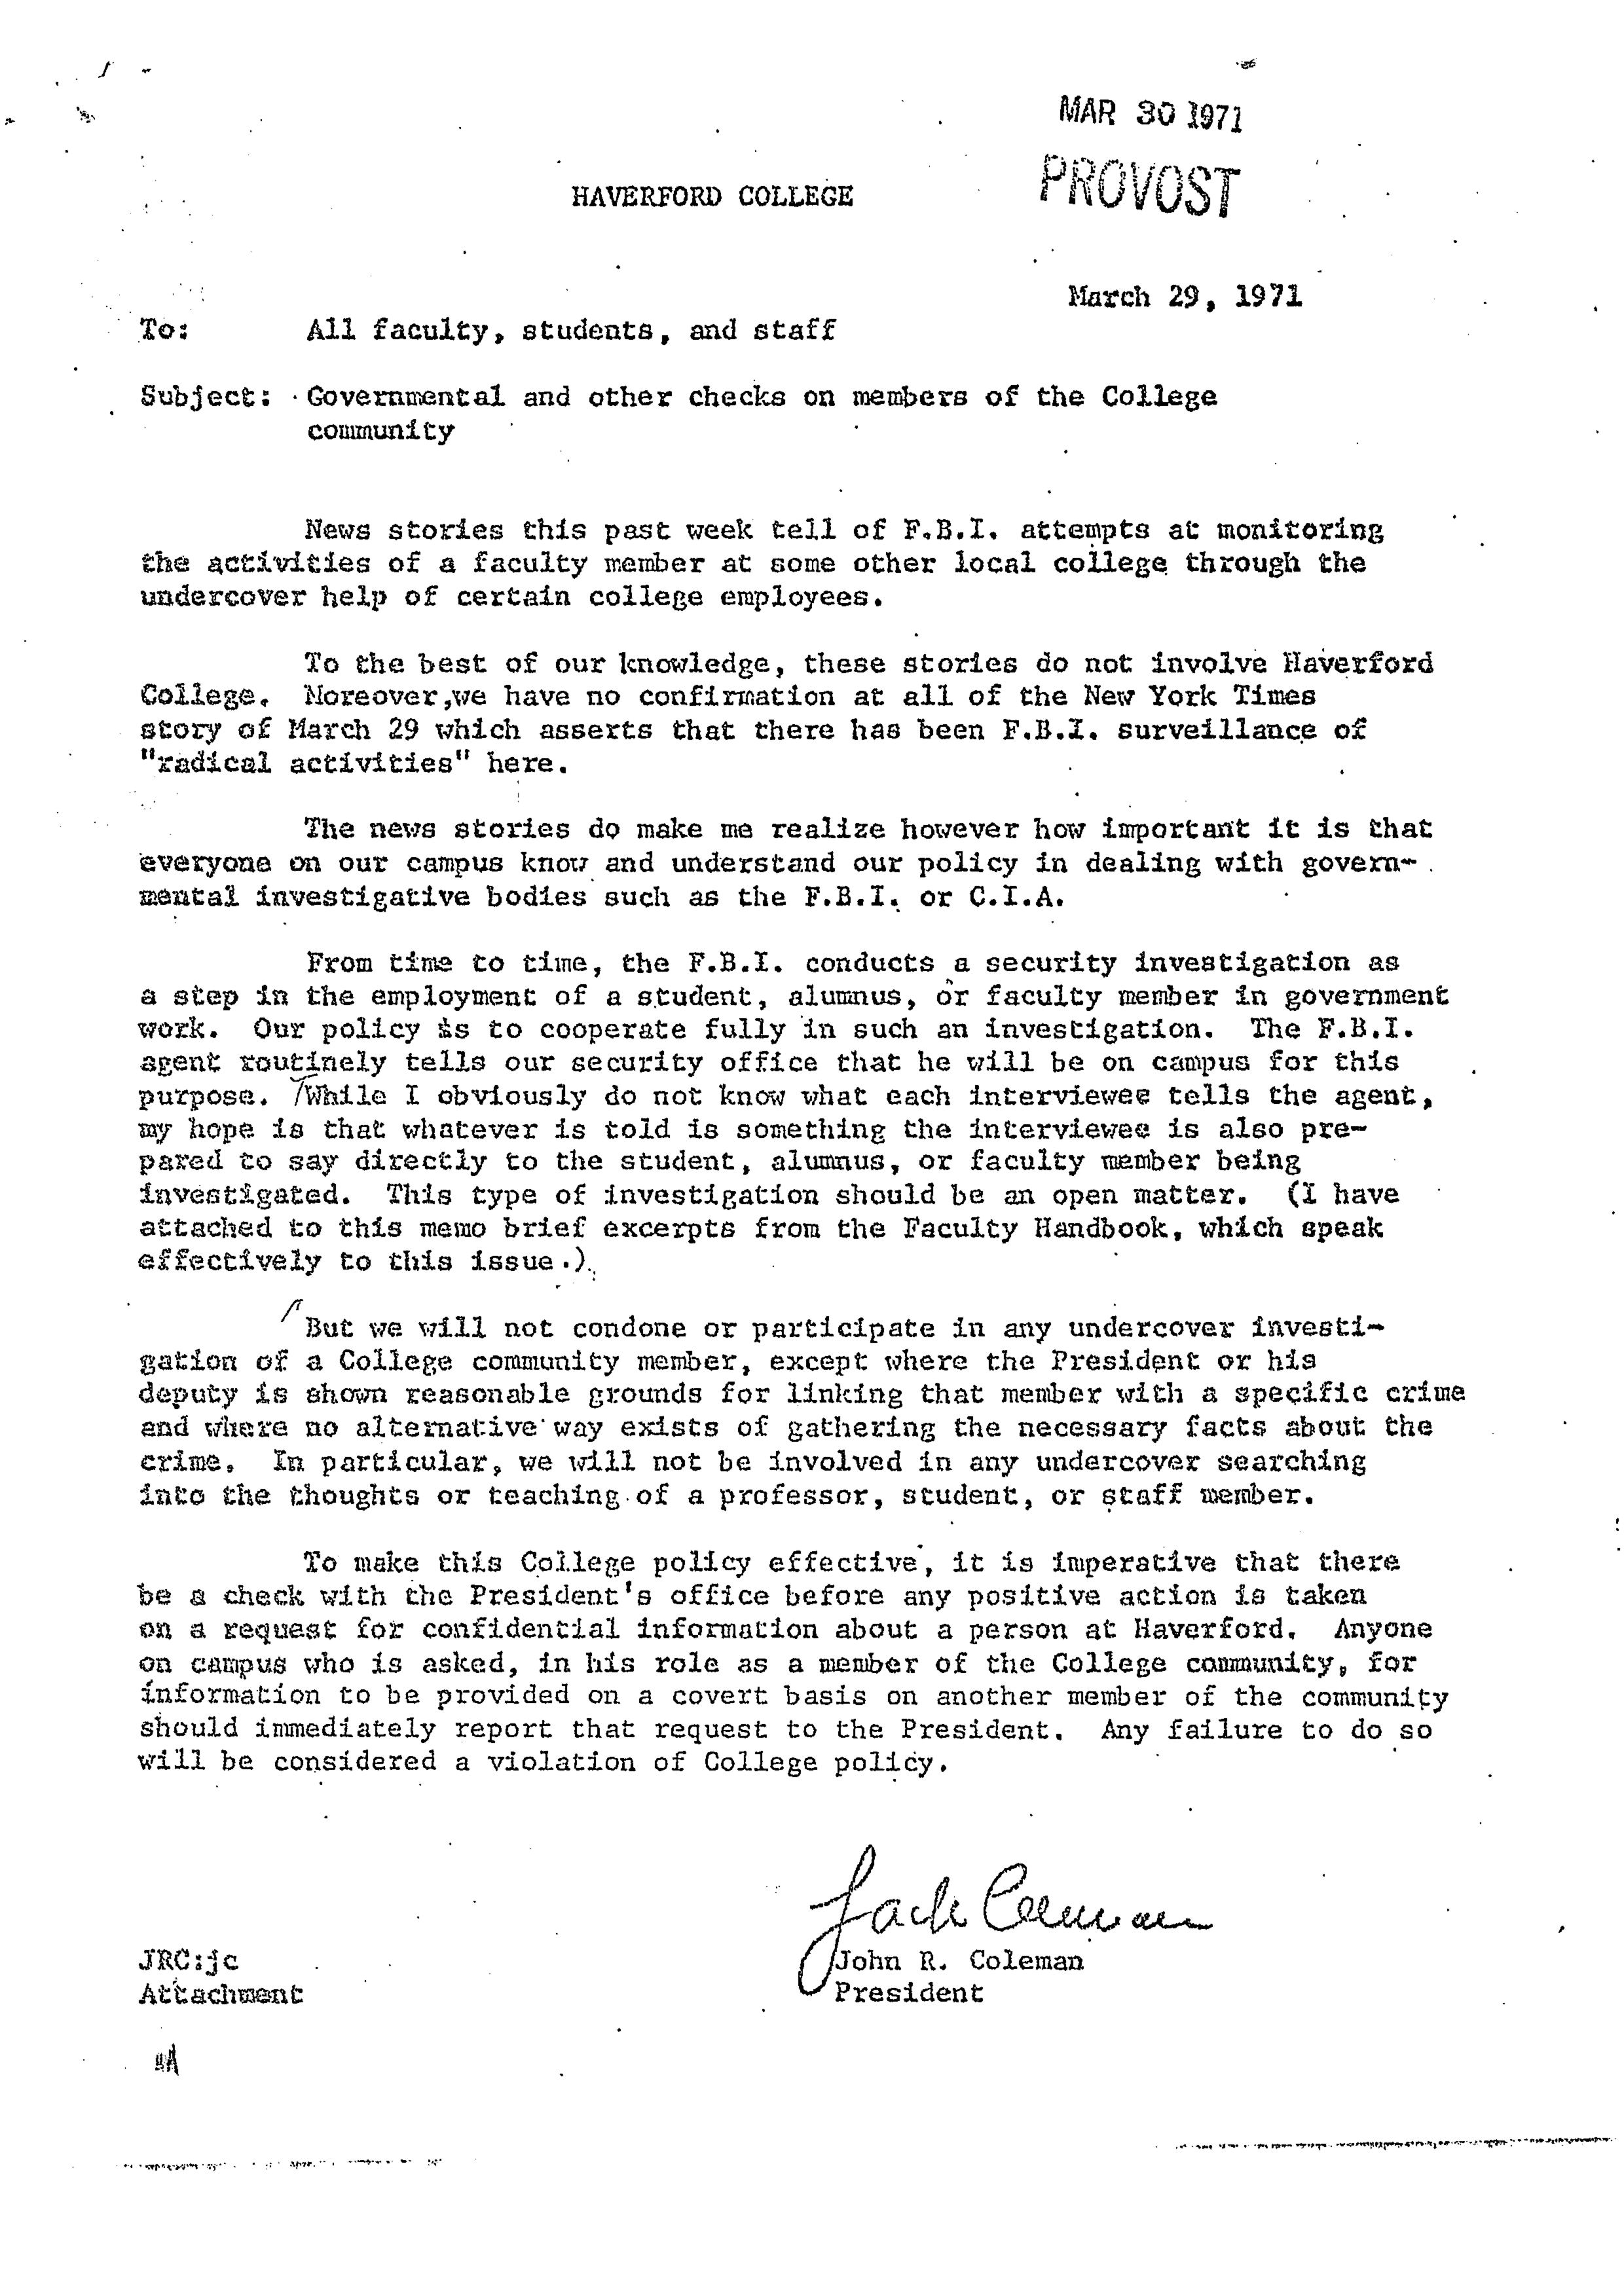 MAR 30 1971
PROVOST
HAVERFORD COLLEGE
March 29, 1971
To: All faculty, students, and staff
Subject: Governmental and other checks on members of the College
community
News stories this past week tell of F.B.I. attempts at monitoring
the activities of a faculty member at some other local college through the
undercover help of certain college employees.
To the best of our knowledge, these stories do not involve Haverford
College. Moreover,we have no confirmation at all of the New York Times
story of March 29 which asserts that there has been F.B.I. surveillance of
"radical activities" here.
The news stories do make me realize however how important it is that
everyone on our campus know and understand our policy in dealing with govern-
mental investigative bodies such as the F.B.I. or C.I.A.
From time to time, the F.B.I. conducts a security investigation as
a step in the employment of a student, alumnus, or faculty member in government
work. Our policy is to cooperate fully in such an investigation. The F.B.I.
agent routinely tells our security office that he will be on campus for this
purpose. While I obviously do not know what each interviewee tells the agent,
my hope is that whatever is told is something the interviewee is also pre-
pared to say directly to the student, alumnus, or faculty member being
investigated. This type of investigation should be an open matter. (I have
attached to this memo brief excerpts from the Faculty Handbook, which speak
effectively to this issue.)
But we will not condone or participate in any undercover investi-
gation of a College community member, except where the President or his
deputy is shown reasonable grounds for linking that member with a specific crime
and where no alternative way exists of gathering the necessary facts about the
crime. In particular, we will not be involved in any undercover searching
into the thoughts or teaching of a professor, student, or staff member.
To make this College policy effective, it is imperative that there
be a check with the President's office before any positive action is taken
on a request for confidential information about a person at Haverford. Anyone
on campus who is asked, in his role as a member of the College community, for
information to be provided on a covert basis on another member of the community
should immediately report that request to the President. Any failure to do so
will be considered a violation of College policy.
Jack Coleman
JRC:jc John R. Coleman
Attachment President